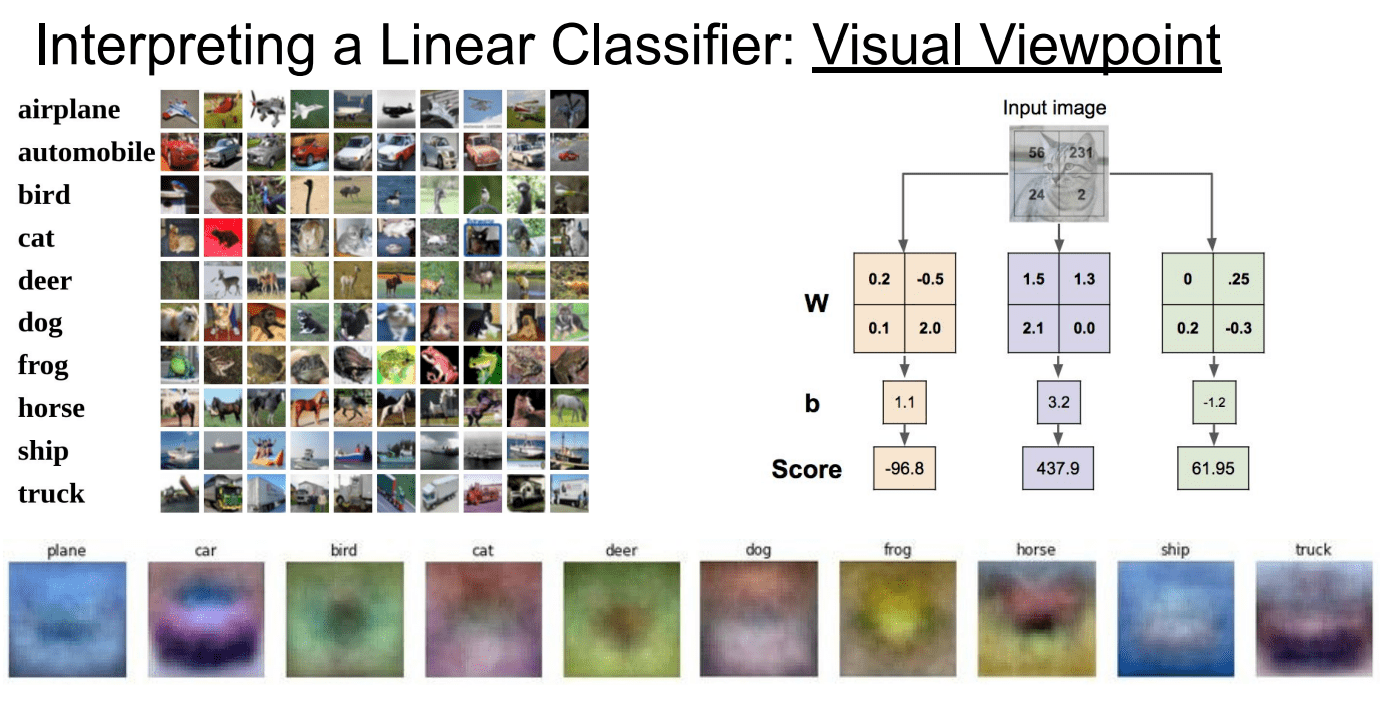 Interpreting a Linear Classifier: Visual Viewpoint
airplane
automobile
bird
cat
deer
dog
frog
horse
ship
truck
Input image
56 231
24 2
W
0.2 -0.5
0.1 2.0
1.5 1.3
2.1 0.0
0 .25
0.2 -0.3
b
1.1 3.2 -1.2
Score
-96.8 437.9 61.95
plane car bird cat deer dog frog horse ship truck